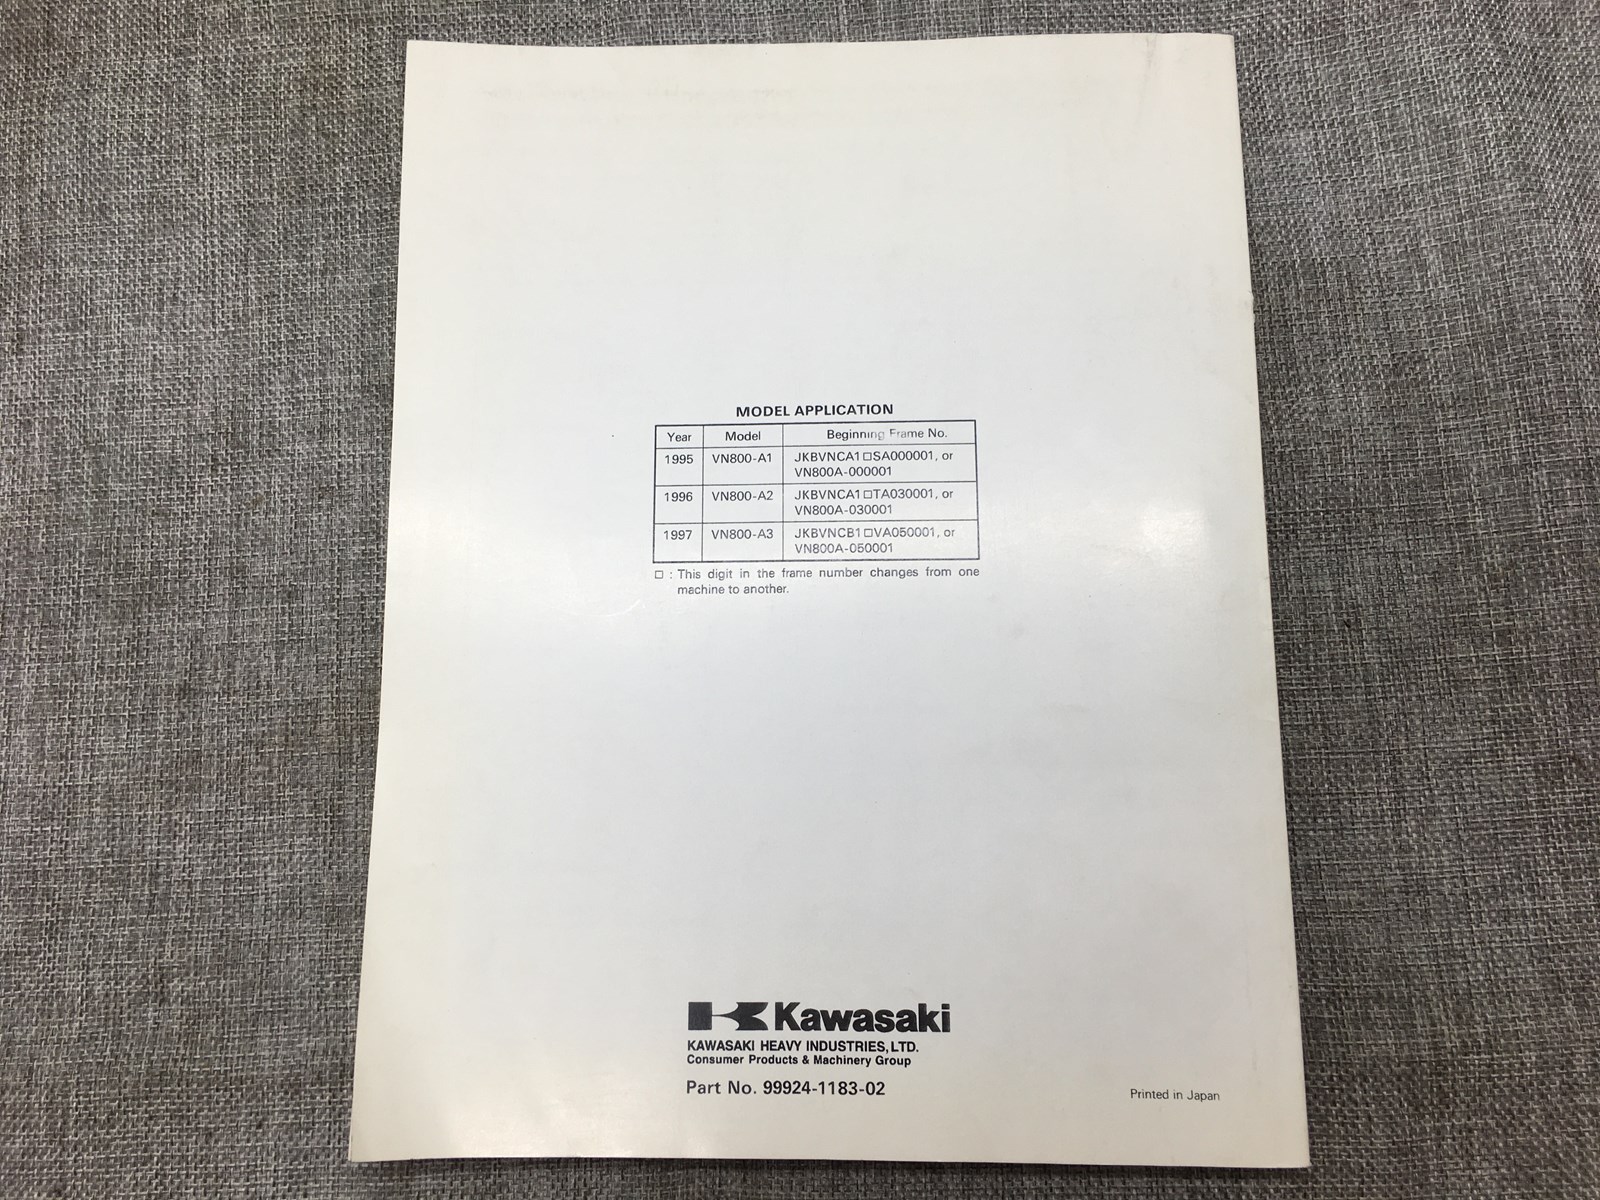 MODEL APPLICATION
Year Model Beginning Frame No.
1995 VN800-A1 JKBVNCA1□SA000001, or
VN800A-000001
1996 VN800-A2 JKBVNCA1□TA030001, or
VN800A-030001
1997 VN800-A3 JKBVNCB1□VA050001, or
VN800A-050001
□ : This digit in the frame number changes from one
machine to another.
Kawasaki
KAWASAKI HEAVY INDUSTRIES, LTD.
Consumer Products & Machinery Group
Part No. 99924-1183-02
Printed in Japan